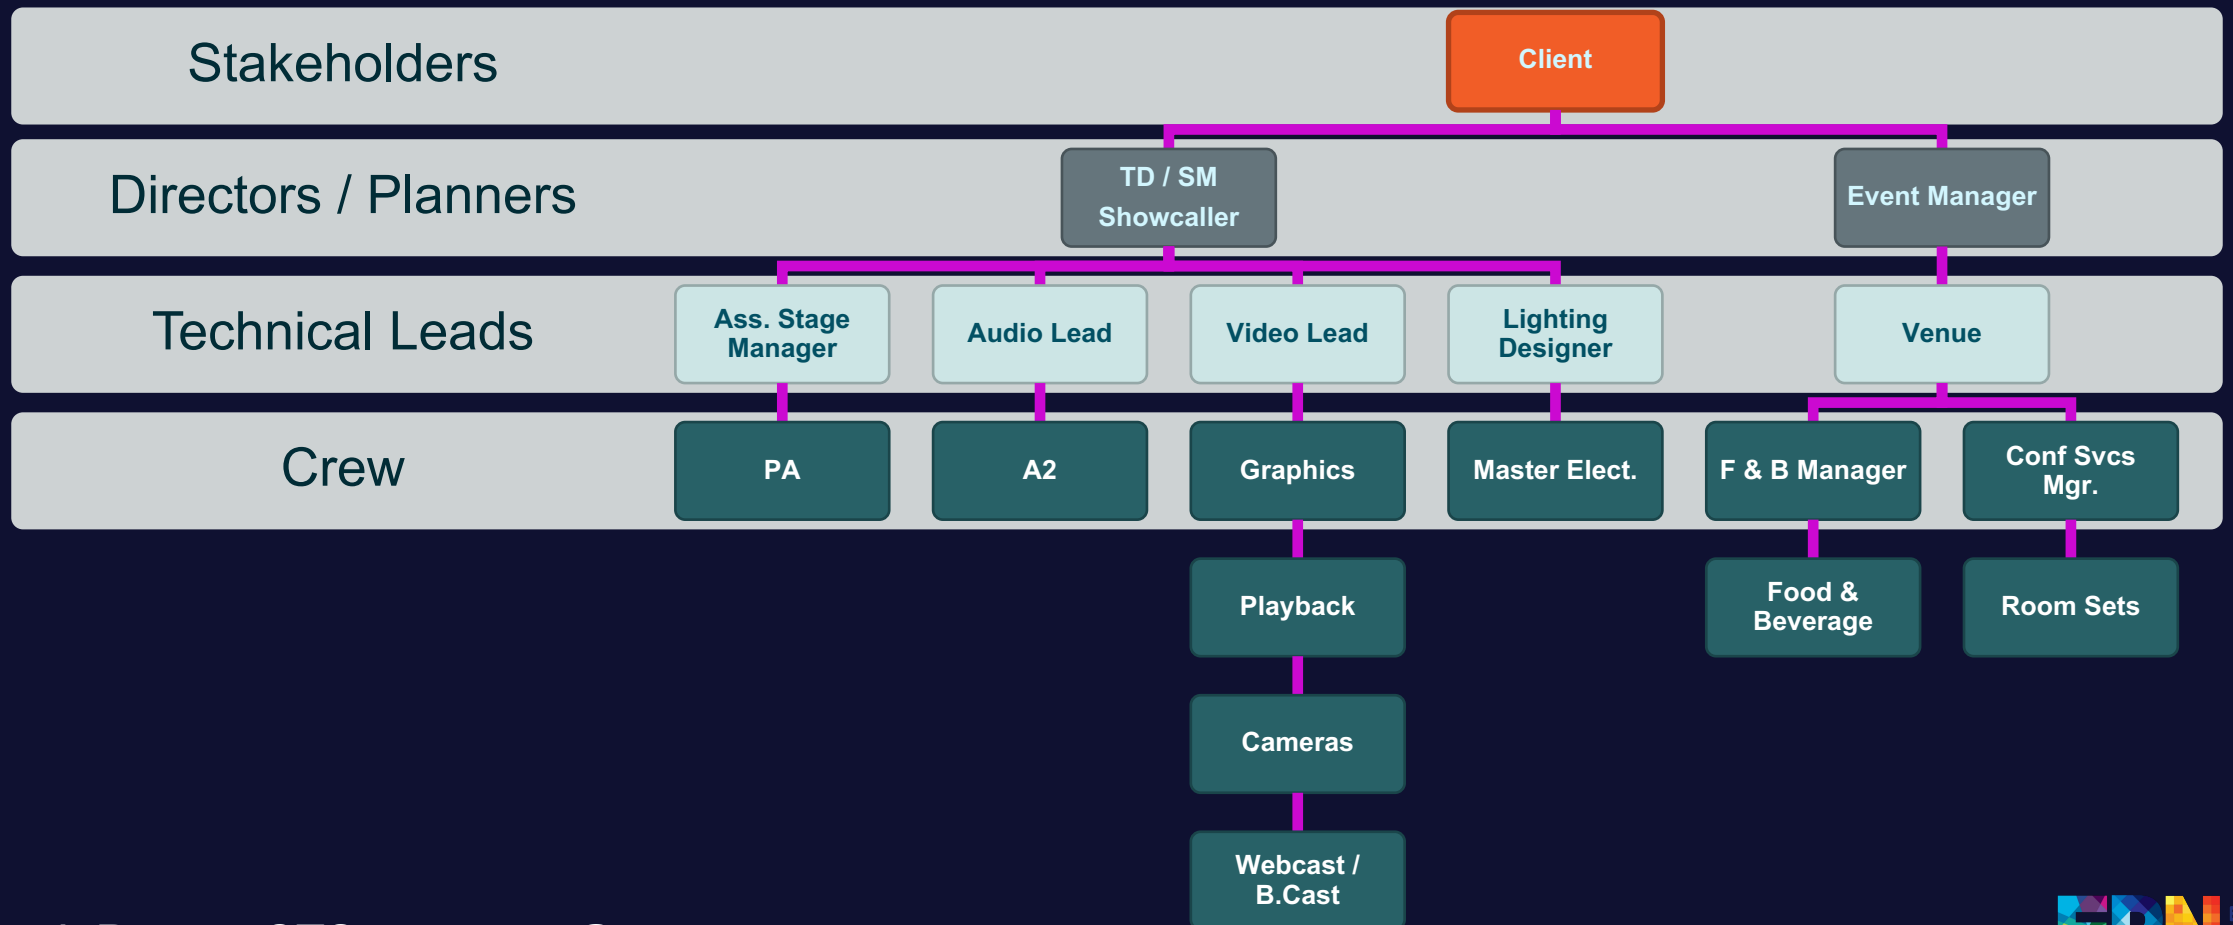 Stakeholders
Client
Directors / Planners
TD / SM
Showcaller
Event Manager
Technical Leads
Ass. Stage
Manager
Audio Lead
Video Lead
Lighting
Designer
Venue
Crew
PA
A2
Graphics
Master Elect.
F & B Manager
Conf Svcs
Mgr.
Playback
Food &
Beverage
Room Sets
Cameras
Webcast /
B.Cast